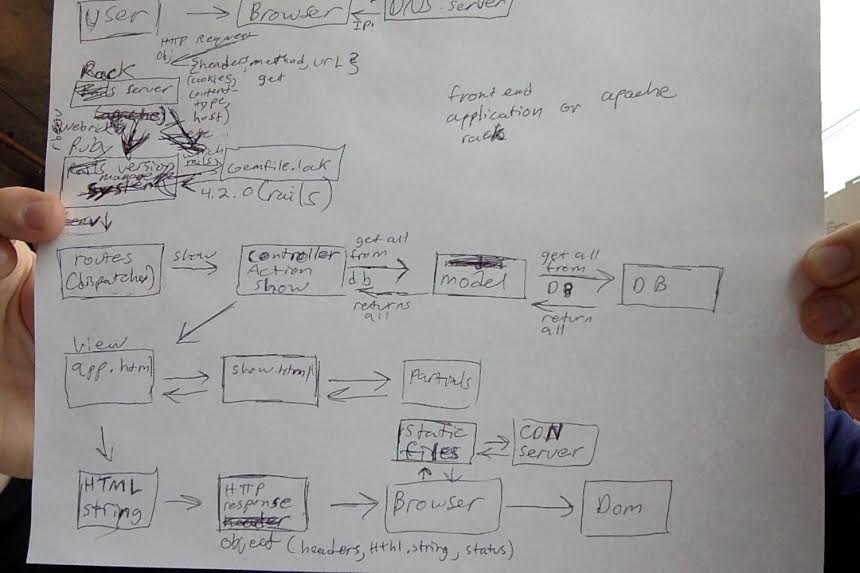 User
Browser
DNS server
IP!
HTTP Request
Obj
{headers, method, URL}
(cookies, get
content-
type,
host)
etc
Rack
server
(apache)
webrick
Ruby
version
manage
system
which
rails
Gemfile.lock
4.2.0 (rails)
front end
application or apache
rack
routes
(dispatcher)
show
controller
Action
show
get all
from
db
returns
all
model
get all
from
DB
return
all
DB
View
app.html
show.html
Partials
static
files
CDN
server
HTML
string
HTTP
response
header
object (headers, Html.string, status)
Browser
Dom